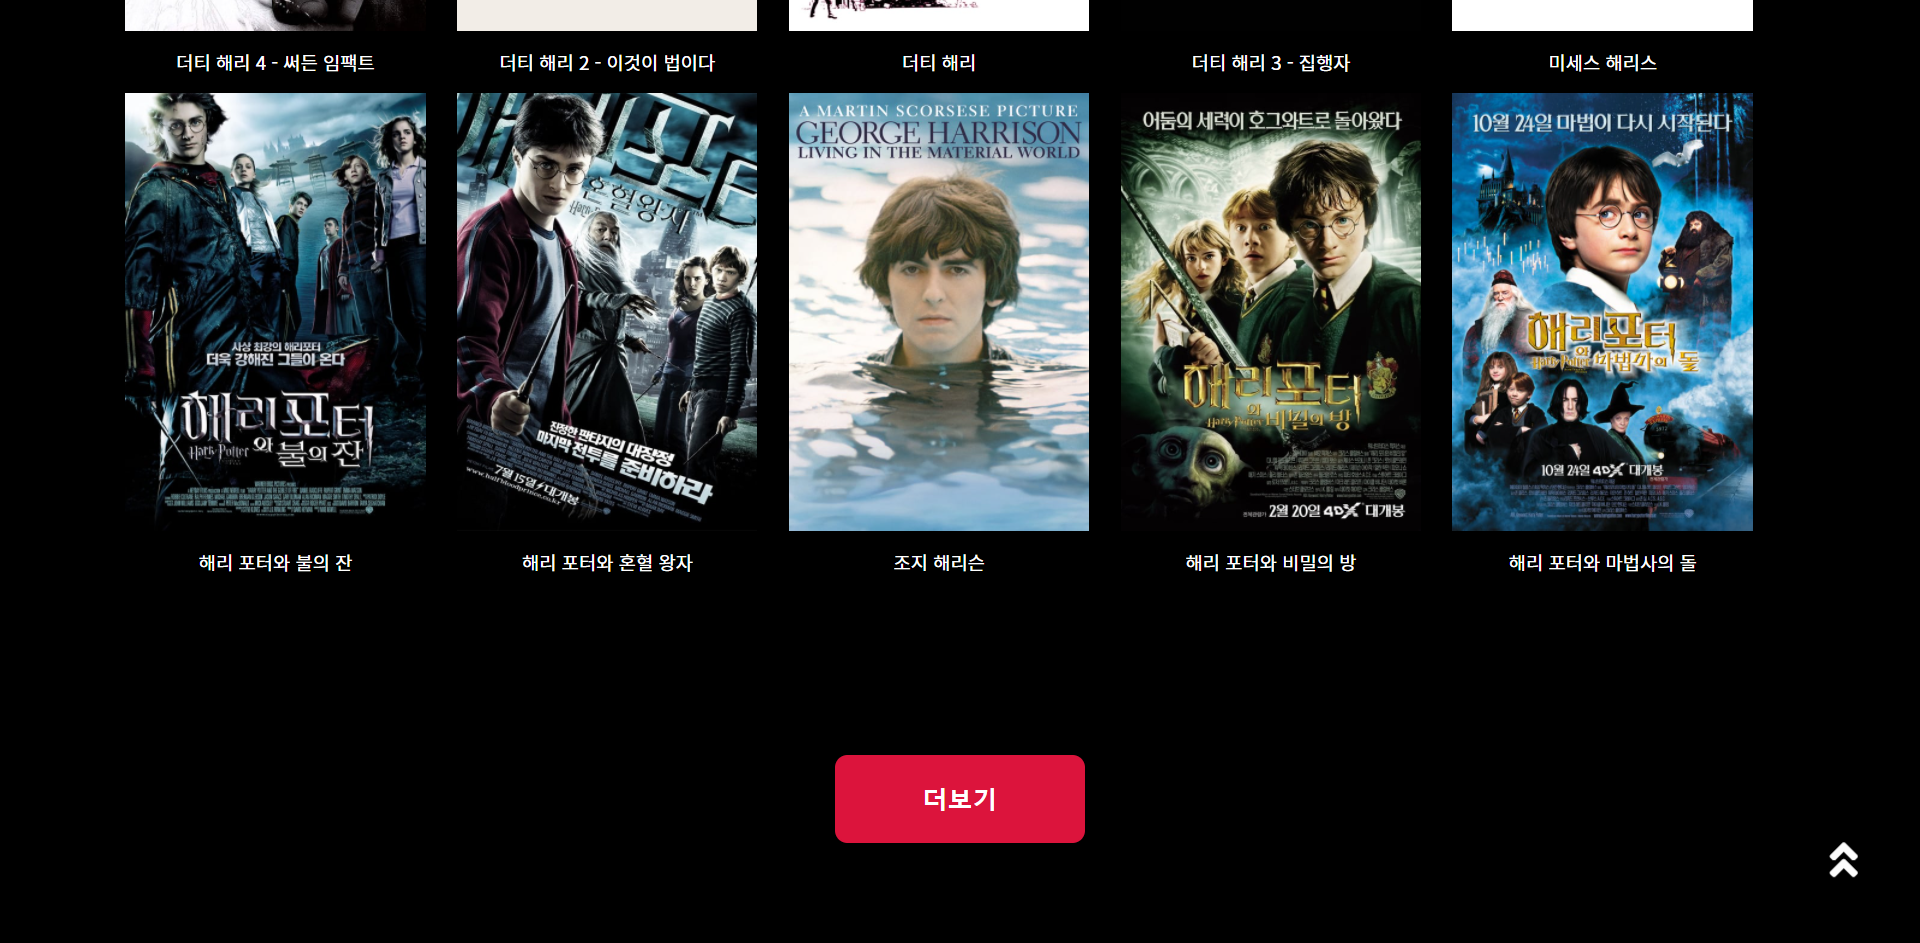 더티 해리 4 - 써든 임팩트
더티 해리 2 - 이것이 법이다
더티 해리
더티 해리 3 - 집행자
미세스 해리스
사상 최강의 해리포터
더욱 강해진 그들이 온다
해리포터
Harry Potter 와 불의 잔
해리포터
혼혈왕자
진정한 판타지의 대장정
마지막 전투를 준비하라
www.halfbloodprince.co.kr
7월 15일 대개봉
A MARTIN SCORSESE PICTURE
GEORGE HARRISON
LIVING IN THE MATERIAL WORLD
어둠의 세력이 호그와트로 돌아왔다
해리포터
와
Harry Potter 비밀의 방
2월 20일 4DX 대개봉
10월 24일 마법이 다시 시작된다
해리포터
와
Harry Potter 마법사의 돌
10월 24일 4DX 대개봉
해리 포터와 불의 잔
해리 포터와 혼혈 왕자
조지 해리슨
해리 포터와 비밀의 방
해리 포터와 마법사의 돌
더보기